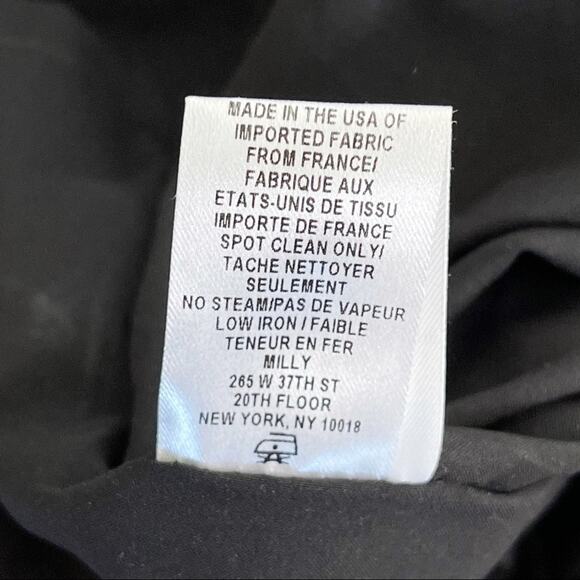 MADE IN THE USA OF
IMPORTED FABRIC
FROM FRANCE/
FABRIQUE AUX
ETATS-UNIS DE TISSU
IMPORTE DE FRANCE
SPOT CLEAN ONLY/
TACHE NETTOYER
SEULEMENT
NO STEAM/PAS DE VAPEUR
LOW IRON / FAIBLE
TENEUR EN FER
MILLY
265 W 37TH ST
20TH FLOOR
NEW YORK, NY 10018